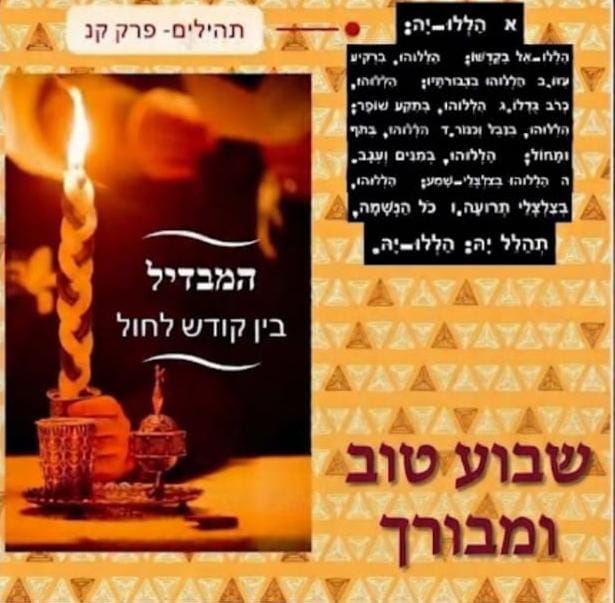 תהילים- פרק קנ
א הַלְלוּ-יָהּ:
הַלְלוּ-אֵל בְּקָדְשׁוֹ; הַלְלוּהוּ, בִּרְקִיעַ
עֻזּוֹ.ב הַלְלוּהוּ בִגְבוּרֹתָיו; הַלְלוּהוּ,
כְּרֹב גֻּדְלוֹ.ג הַלְלוּהוּ, בְּתֵקַע שׁוֹפָר;
הַלְלוּהוּ, בְּנֵבֶל וְכִנּוֹר.ד הַלְלוּהוּ, בְּתֹף
וּמָחוֹל; הַלְלוּהוּ, בְּמִנִּים וְעֻגָב.
ה הַלְלוּהוּ בְצִלְצְלֵי-שָׁמַע; הַלְלוּהוּ,
בְּצִלְצְלֵי תְרוּעָה.ו כֹּל הַנְּשָׁמָה,
תְּהַלֵּל יָהּ: הַלְלוּ-יָהּ.
המבדיל
בין קודש לחול
שבוע טוב
ומבורך